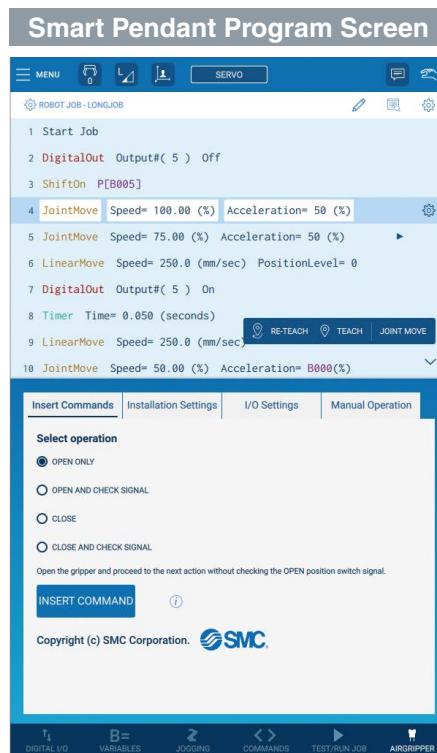 Smart Pendant Program Screen
MENU 0 SERVO
ROBOT JOB - LONGJOB
1 Start Job
2 DigitalOut Output#( 5 ) Off
3 ShiftOn P[B005]
4 JointMove Speed= 100.00 (%) Acceleration= 50 (%)
5 JointMove Speed= 75.00 (%) Acceleration= 50 (%)
6 LinearMove Speed= 250.0 (mm/sec) PositionLevel= 0
7 DigitalOut Output#( 5 ) On
8 Timer Time= 0.050 (seconds)
RE-TEACH TEACH JOINT MOVE
9 LinearMove Speed= 250.0 (mm/sec)
10 JointMove Speed= 50.00 (%) Acceleration= B000(%)
Insert Commands Installation Settings I/O Settings Manual Operation
Select operation
OPEN ONLY
OPEN AND CHECK SIGNAL
CLOSE
CLOSE AND CHECK SIGNAL
Open the gripper and proceed to the next action without checking the OPEN position switch signal.
INSERT COMMAND i
Copyright (c) SMC Corporation. SMC.
DIGITAL I/O VARIABLES JOGGING COMMANDS TEST/RUN JOB AIRGRIPPER